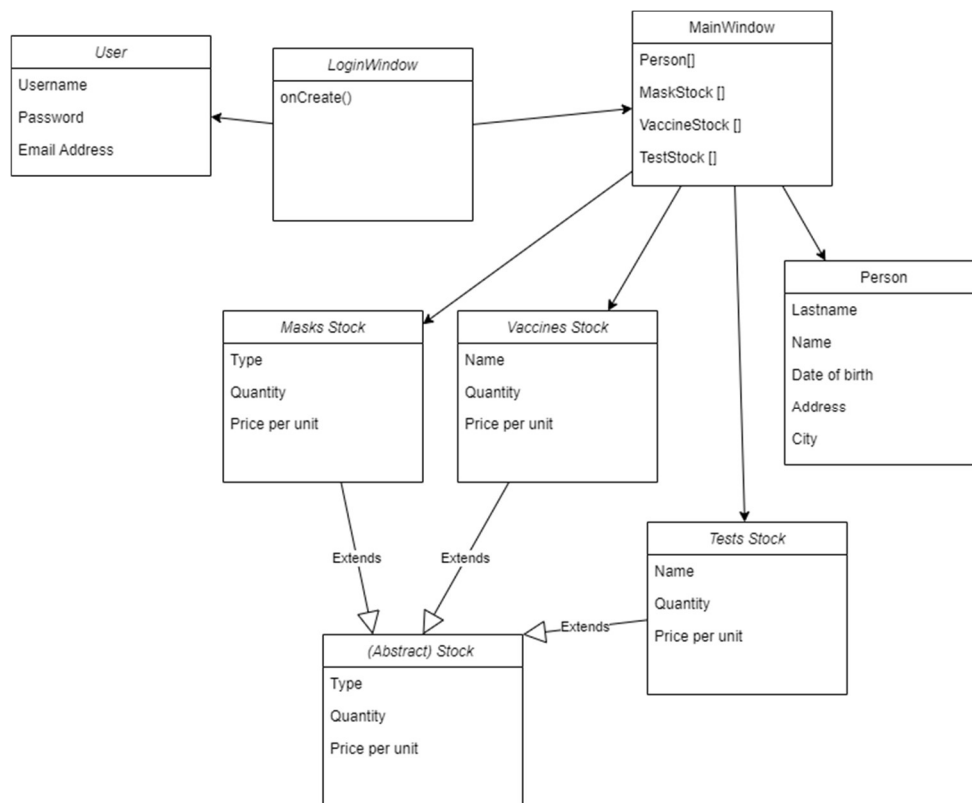 User
Username
Password
Email Address
LoginWindow
onCreate()
MainWindow
Person[]
MaskStock []
VaccineStock []
TestStock []
Masks Stock
Type
Quantity
Price per unit
Vaccines Stock
Name
Quantity
Price per unit
Person
Lastname
Name
Date of birth
Address
City
Tests Stock
Name
Quantity
Price per unit
Extends
Extends
Extends
(Abstract) Stock
Type
Quantity
Price per unit